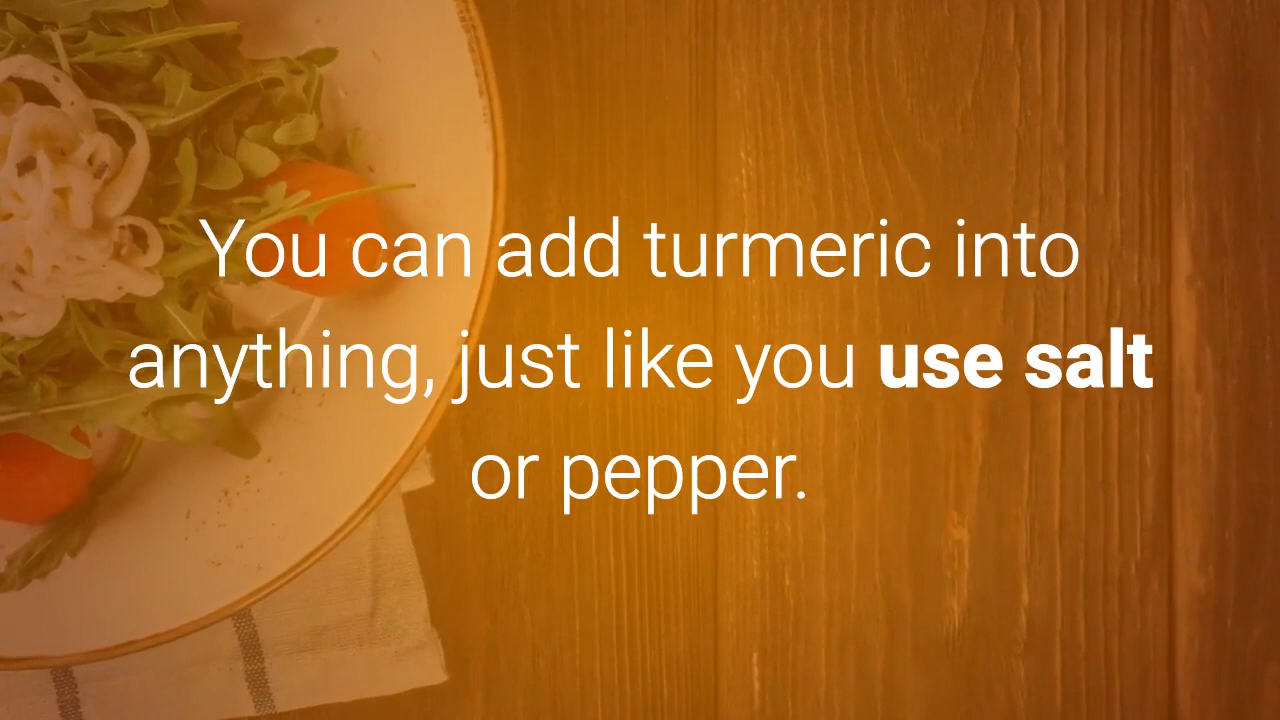 You can add turmeric into
anything, just like you use salt
or pepper.